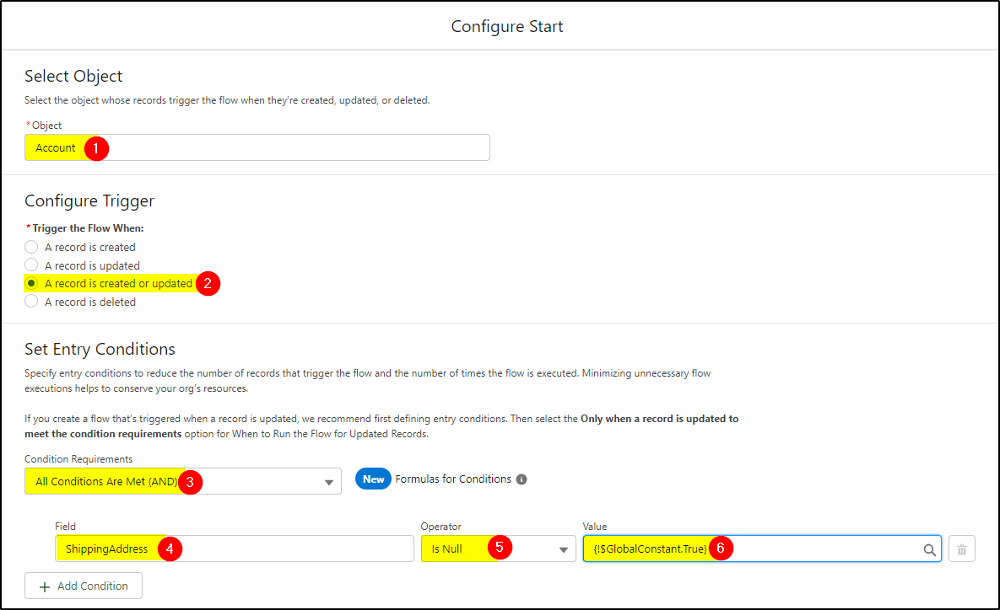 Configure Start
Select Object
Select the object whose records trigger the flow when they're created, updated, or deleted.
* Object
Account 1
Configure Trigger
* Trigger the Flow When:
A record is created
A record is updated
A record is created or updated 2
A record is deleted
Set Entry Conditions
Specify entry conditions to reduce the number of records that trigger the flow and the number of times the flow is executed. Minimizing unnecessary flow
executions helps to conserve your org's resources.
If you create a flow that's triggered when a record is updated, we recommend first defining entry conditions. Then select the Only when a record is updated to
meet the condition requirements option for When to Run the Flow for Updated Records.
Condition Requirements
All Conditions Are Met (AND) 3 New Formulas for Conditions i
Field Operator Value
ShippingAddress 4 Is Null 5 {!$GlobalConstant.True} 6
+ Add Condition